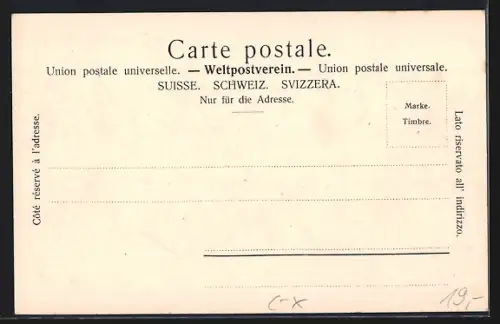 Carte postale.
Union postale universelle. — Weltpostverein. — Union postale universale.
SUISSE. SCHWEIZ. SVIZZERA.
Nur für die Adresse.
Marke.
Timbre.
Côté réservé à l'adresse.
Lato riservato all' indirizzo.
C-x
19,-